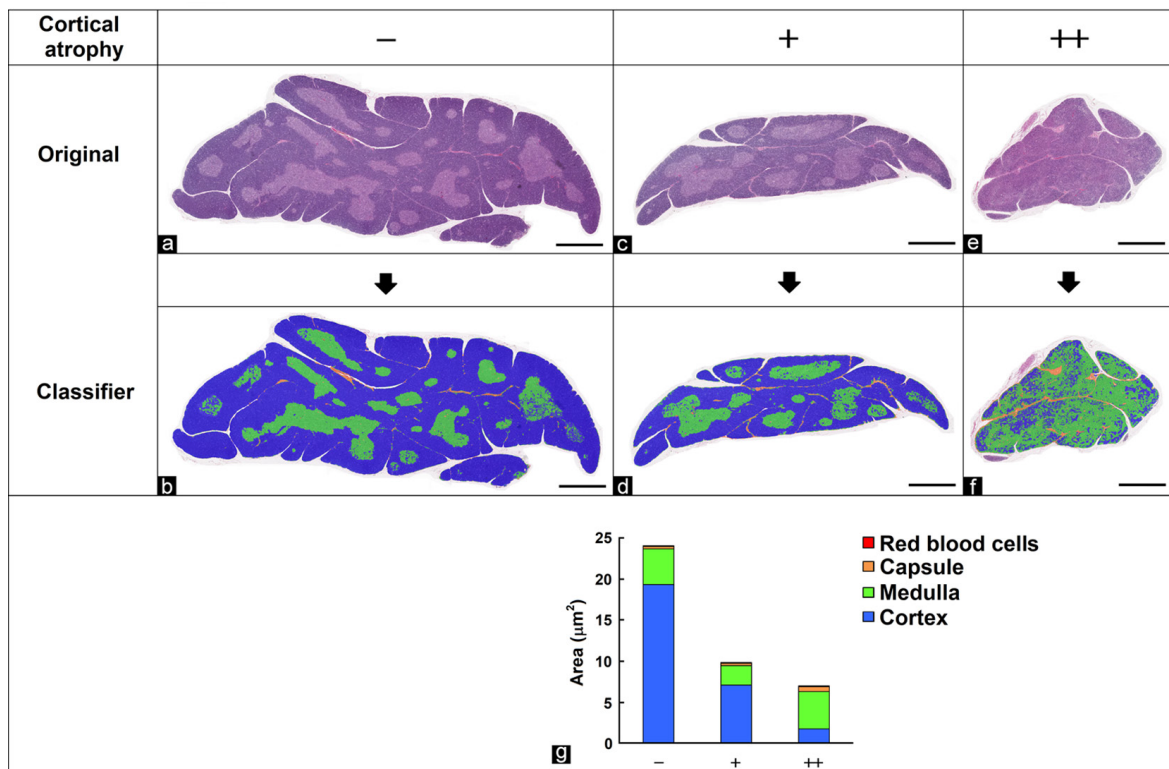 Cortical
atrophy
− + ++
Original
a c e
Classifier
b d f
25
20
15
10
5
0
Area (μm²)
Red blood cells
Capsule
Medulla
Cortex
g
− + ++